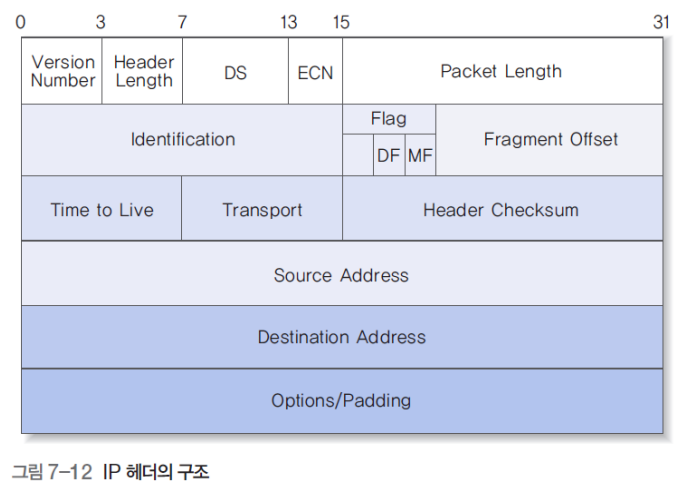 0 3 7 13 15 31
Version Number Header Length DS ECN Packet Length
Identification Flag DF MF Fragment Offset
Time to Live Transport Header Checksum
Source Address
Destination Address
Options/Padding
그림 7-12 IP 헤더의 구조